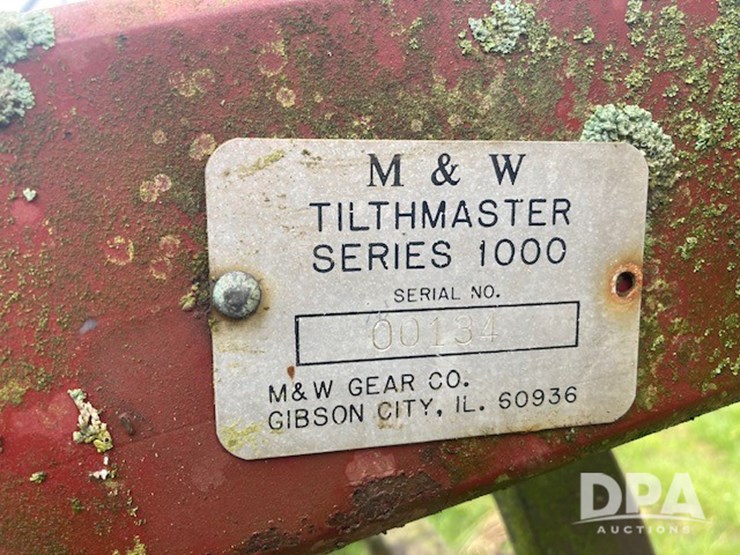 M & W
TILTHMASTER
SERIES 1000
SERIAL NO.
00134
M&W GEAR CO.
GIBSON CITY, IL. 60936
DPA
AUCTIONS